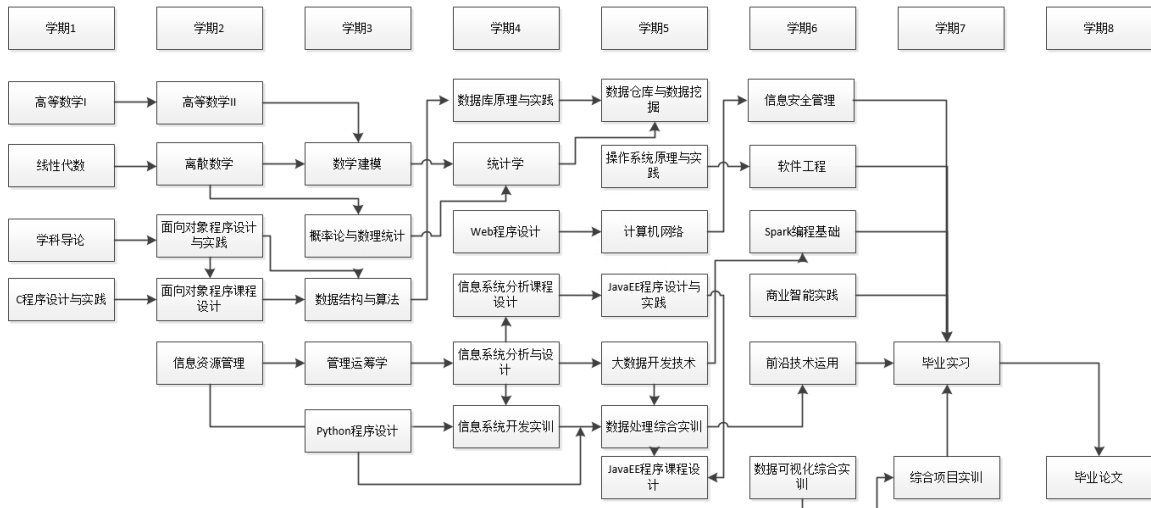 学期1
学期2
学期3
学期4
学期5
学期6
学期7
学期8
高等数学I
高等数学II
数据库原理与实践
数据仓库与数据挖
掘
信息安全管理
线性代数
离散数学
数学建模
统计学
操作系统原理与实
践
软件工程
学科导论
面向对象程序设计
与实践
概率论与数理统计
Web程序设计
计算机网络
Spark编程基础
C程序设计与实践
面向对象程序课程
设计
数据结构与算法
信息系统分析课程
设计
JavaEE程序设计与
实践
商业智能实践
信息资源管理
管理运筹学
信息系统分析与设
计
大数据开发技术
前沿技术运用
毕业实习
Python程序设计
信息系统开发实训
数据处理综合实训
JavaEE程序课程设
计
数据可视化综合实
训
综合项目实训
毕业论文